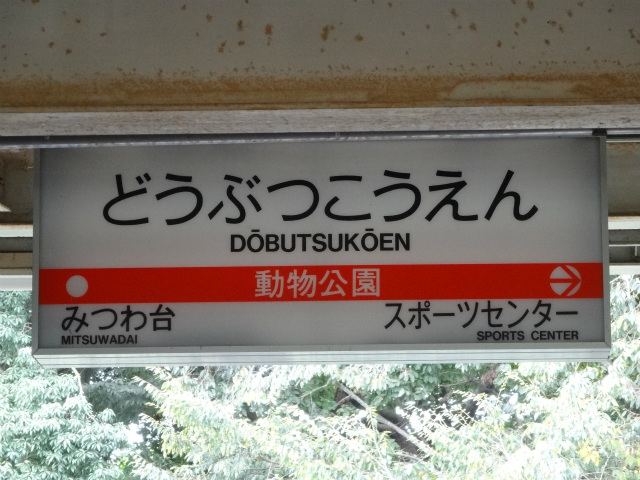 どうぶつこうえん
DŌBUTSUKŌEN
動物公園
みつわ台 スポーツセンター
MITSUWADAI SPORTS CENTER